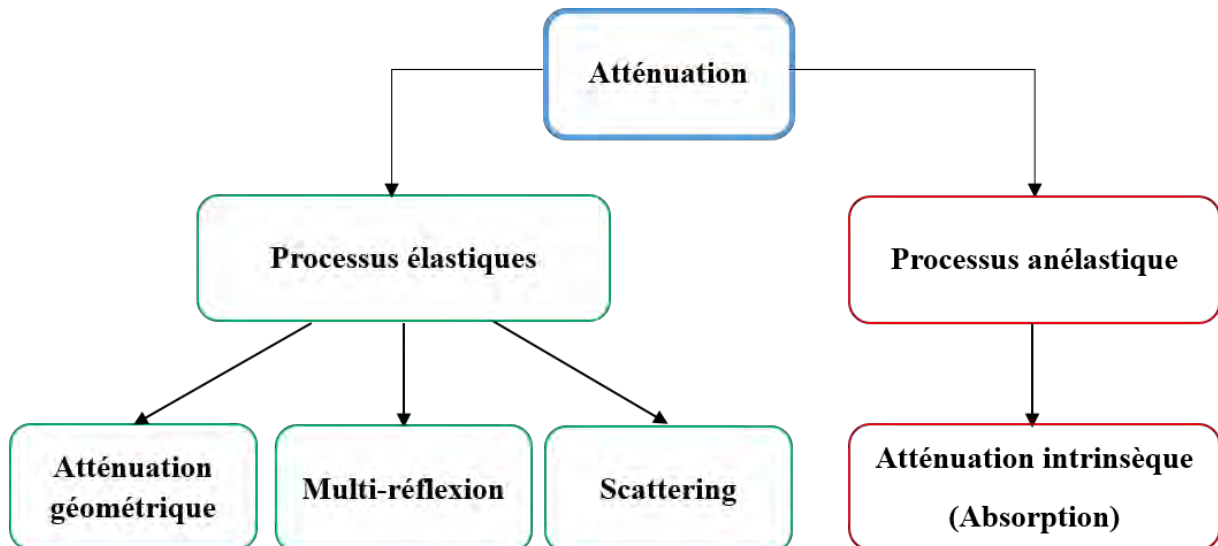 Atténuation
Processus élastiques
Processus anélastique
Atténuation
géométrique
Multi-réflexion
Scattering
Atténuation intrinsèque
(Absorption)